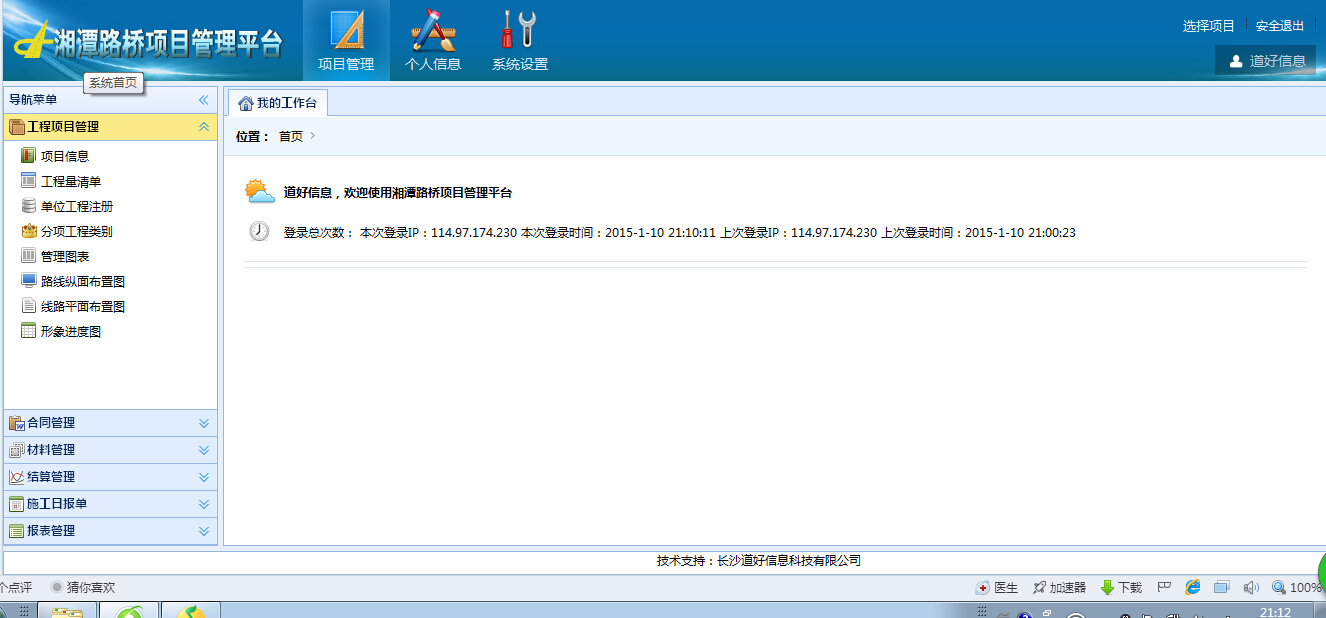 湘潭路桥项目管理平台
项目管理 个人信息 系统设置
选择项目 安全退出
道好信息
系统首页
导航菜单
工程项目管理
项目信息
工程量清单
单位工程注册
分项工程类别
管理图表
路线纵面布置图
线路平面布置图
形象进度图
合同管理
材料管理
结算管理
施工日报单
报表管理
我的工作台
位置： 首页
道好信息，欢迎使用湘潭路桥项目管理平台
登录总次数： 本次登录IP：114.97.174.230 本次登录时间：2015-1-10 21:10:11 上次登录IP：114.97.174.230 上次登录时间：2015-1-10 21:00:23
技术支持：长沙道好信息科技有限公司
个点评 猜你喜欢 医生 加速器 下载 100%
21:12